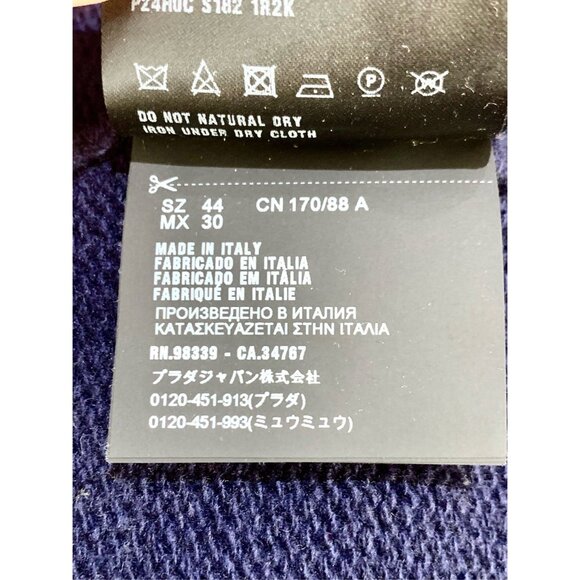 P24H0C S182 1R2K
DO NOT NATURAL DRY
IRON UNDER DRY CLOTH
SZ 44 CN 170/88 A
MX 30
MADE IN ITALY
FABRICADO EN ITALIA
FABRICADO EM ITALIA
FABRIQUÉ EN ITALIE
ПРОИЗВЕДЕНО В ИТАЛИЯ
ΚΑΤΑΣΚΕΥΑΖΕΤΑΙ ΣΤΗΝ ΙΤΑΛΙΑ
RN.98339 - CA.34767
プラダジャパン株式会社
0120-451-913(プラダ)
0120-451-993(ミュウミュウ)